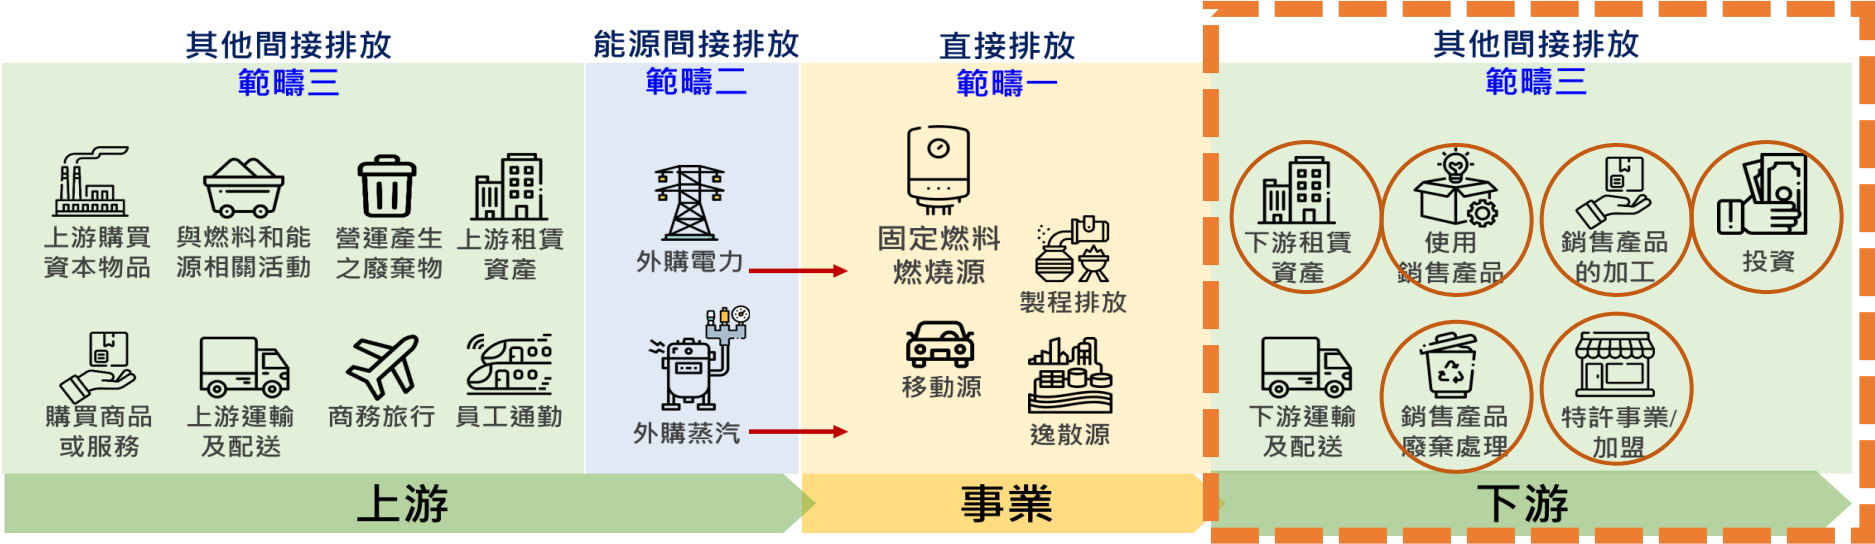 其他間接排放
範疇三
上游購買
資本物品
與燃料和能
源相關活動
營運產生
之廢棄物
上游租賃
資產
購買商品
或服務
上游運輸
及配送
商務旅行
員工通勤
能源間接排放
範疇二
外購電力
外購蒸汽
上游
直接排放
範疇一
固定燃料
燃燒源
製程排放
移動源
逸散源
事業
其他間接排放
範疇三
下游租賃
資產
使用
銷售產品
銷售產品
的加工
投資
下游運輸
及配送
銷售產品
廢棄處理
特許事業/
加盟
下游